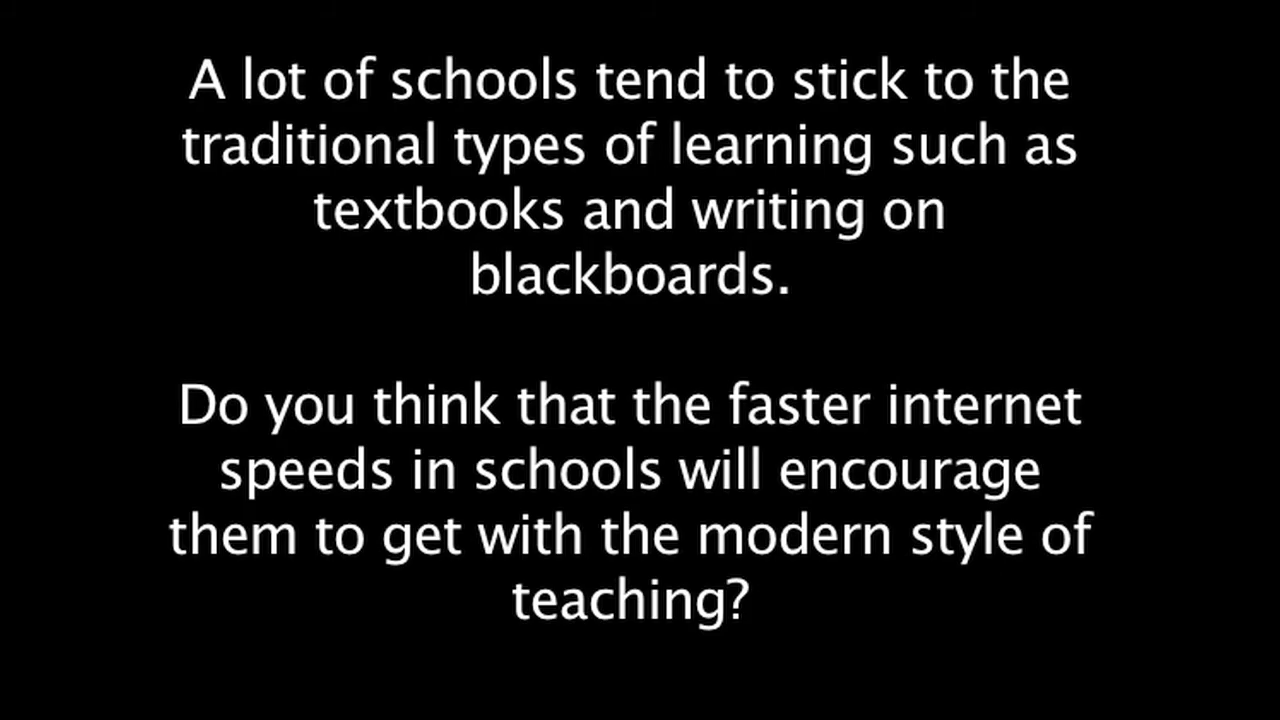 A lot of schools tend to stick to the
traditional types of learning such as
textbooks and writing on
blackboards.
Do you think that the faster internet
speeds in schools will encourage
them to get with the modern style of
teaching?